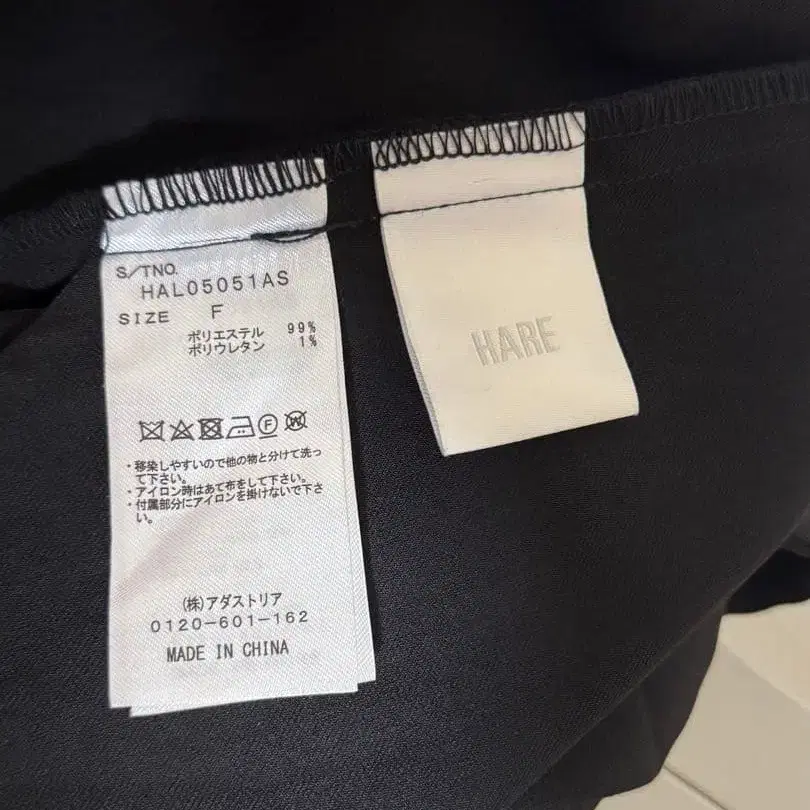 S/TNO.
HAL05051AS
SIZE F
ポリエステル 99%
ポリウレタン 1%
F
W
・移染しやすいので他の物と分けて洗っ
て下さい。
・アイロン時はあて布をして下さい。
・付属部分にアイロンを掛けないで下さ
い。
(株)アダストリア
0120-601-162
MADE IN CHINA
HARE